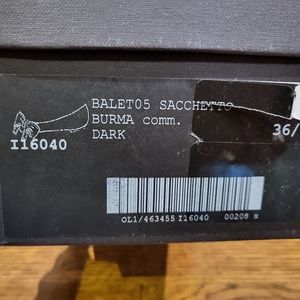 BALET05 SACCHETTO
BURMA comm.
DARK
36/
I16040
OL1/463455 I16040 00208 x